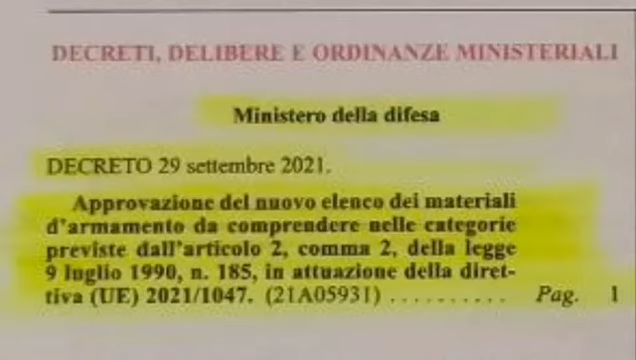 DECRETI, DELIBERE E ORDINANZE MINISTERIALI
Ministero della difesa
DECRETO 29 settembre 2021.
Approvazione del nuovo elenco dei materiali
d'armamento da comprendere nelle categorie
previste dall'articolo 2, comma 2, della legge
9 luglio 1990, n. 185, in attuazione della diret-
tiva (UE) 2021/1047. (21A05931) .......... Pag. 1